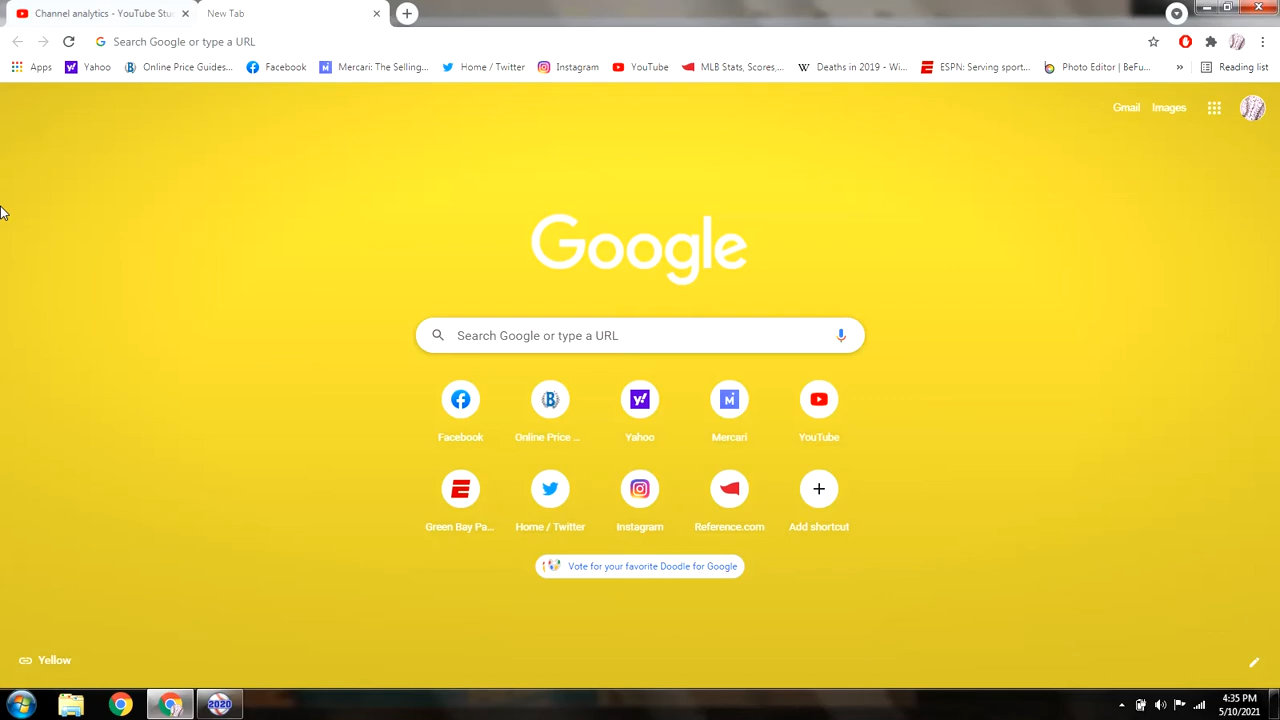 Channel analytics - YouTube Stu
New Tab
Search Google or type a URL
Apps Yahoo Online Price Guides... Facebook Mercari: The Selling... Home / Twitter Instagram YouTube MLB Stats, Scores,... Deaths in 2019 - Wi... ESPN: Serving sport... Photo Editor | BeFu... » Reading list
Gmail Images
Google
Search Google or type a URL
Facebook Online Price ... Yahoo Mercari YouTube
Green Bay Pa... Home / Twitter Instagram Reference.com Add shortcut
Vote for your favorite Doodle for Google
Yellow
2020
4:35 PM
5/10/2021